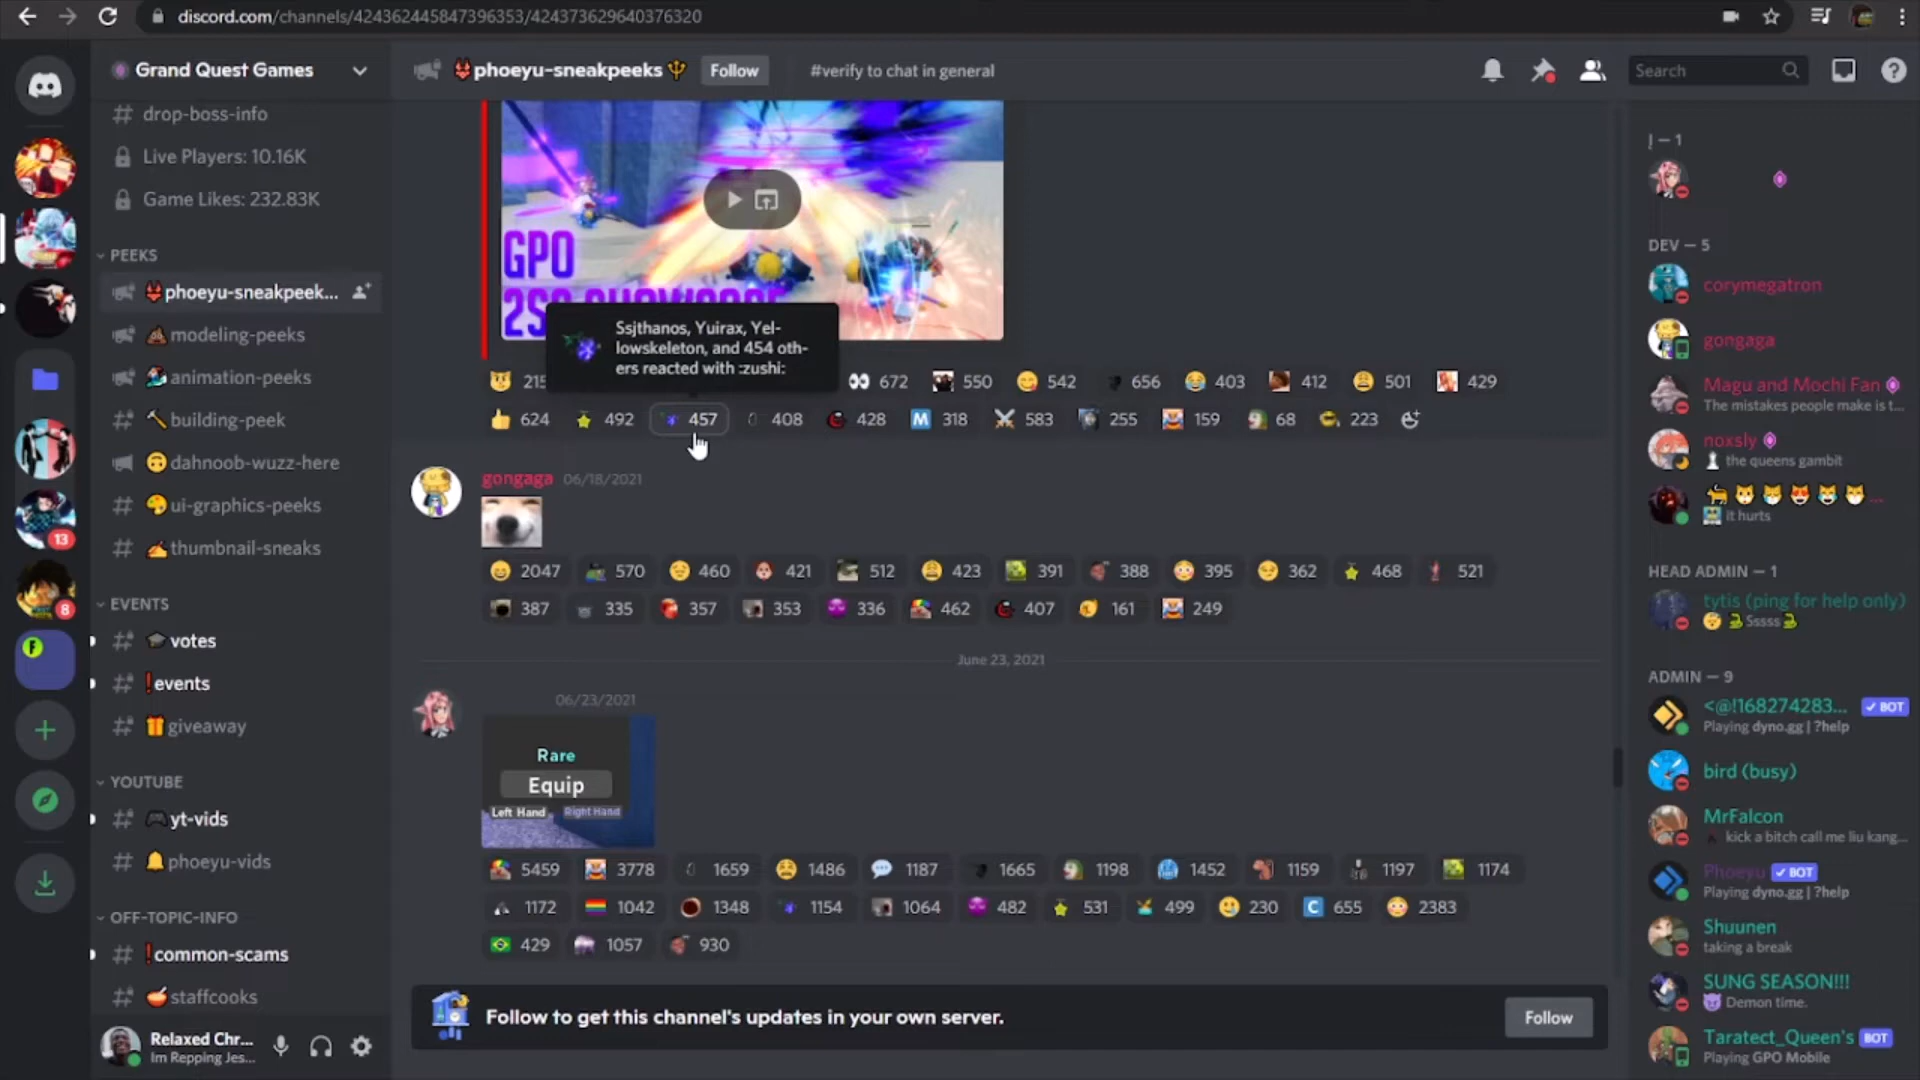 discord.com/channels/424362445847396353/424373629640376320
Grand Quest Games
phoeyu-sneakpeeks
Follow
#verify to chat in general
Search
drop-boss-info
Live Players: 10.16K
Game Likes: 232.83K
PEEKS
phoeyu-sneakpeek...
modeling-peeks
animation-peeks
building-peek
dahnoob-wuzz-here
ui-graphics-peeks
thumbnail-sneaks
EVENTS
votes
events
giveaway
YOUTUBE
yt-vids
phoeyu-vids
OFF-TOPIC-INFO
common-scams
staffcooks
13
8
F
Relaxed Chr...
Im Repping Jes...
GPO
2SS SHOWCASE
Ssjthanos, Yuirax, Yel-
lowskeleton, and 454 oth-
ers reacted with :zushi:
215 672 550 542 656 403 412 501 429
624 492 457 408 428 M 318 583 255 159 68 223
gongaga 06/18/2021
2047 570 460 421 512 423 391 388 395 362 468 521
387 335 357 353 336 462 407 161 249
June 23, 2021
06/23/2021
Rare
Equip
Left Hand Right Hand
5459 3778 1659 1486 1187 1665 1198 1452 1159 1197 1174
1172 1042 1348 1154 1064 482 531 499 230 C 655 2383
429 1057 930
Follow to get this channel's updates in your own server.
Follow
! — 1
DEV — 5
corymegatron
gongaga
Magu and Mochi Fan
The mistakes people make is t...
noxsly
the queens gambit
...
it hurts
HEAD ADMIN — 1
tytis (ping for help only)
Sssss
ADMIN — 9
<@!168274283... BOT
Playing dyno.gg | ?help
bird (busy)
MrFalcon
kick a bitch call me liu kang...
Phoeyu BOT
Playing dyno.gg | ?help
Shuunen
taking a break
SUNG SEASON!!!
Demon time.
Taratect_Queen's BOT
Playing GPO Mobile